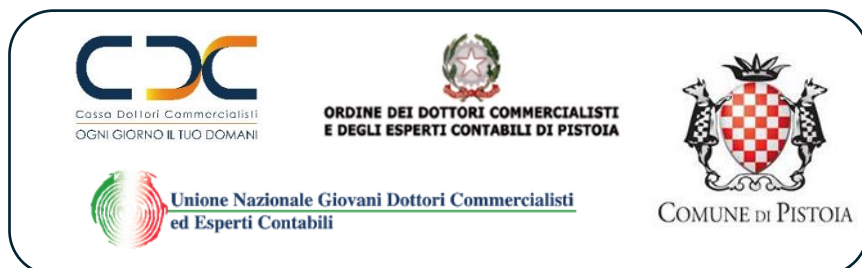 CDC
Cassa Dottori Commercialisti
OGNI GIORNO IL TUO DOMANI
ORDINE DEI DOTTORI COMMERCIALISTI
E DEGLI ESPERTI CONTABILI DI PISTOIA
Unione Nazionale Giovani Dottori Commercialisti
ed Esperti Contabili
COMUNE DI PISTOIA